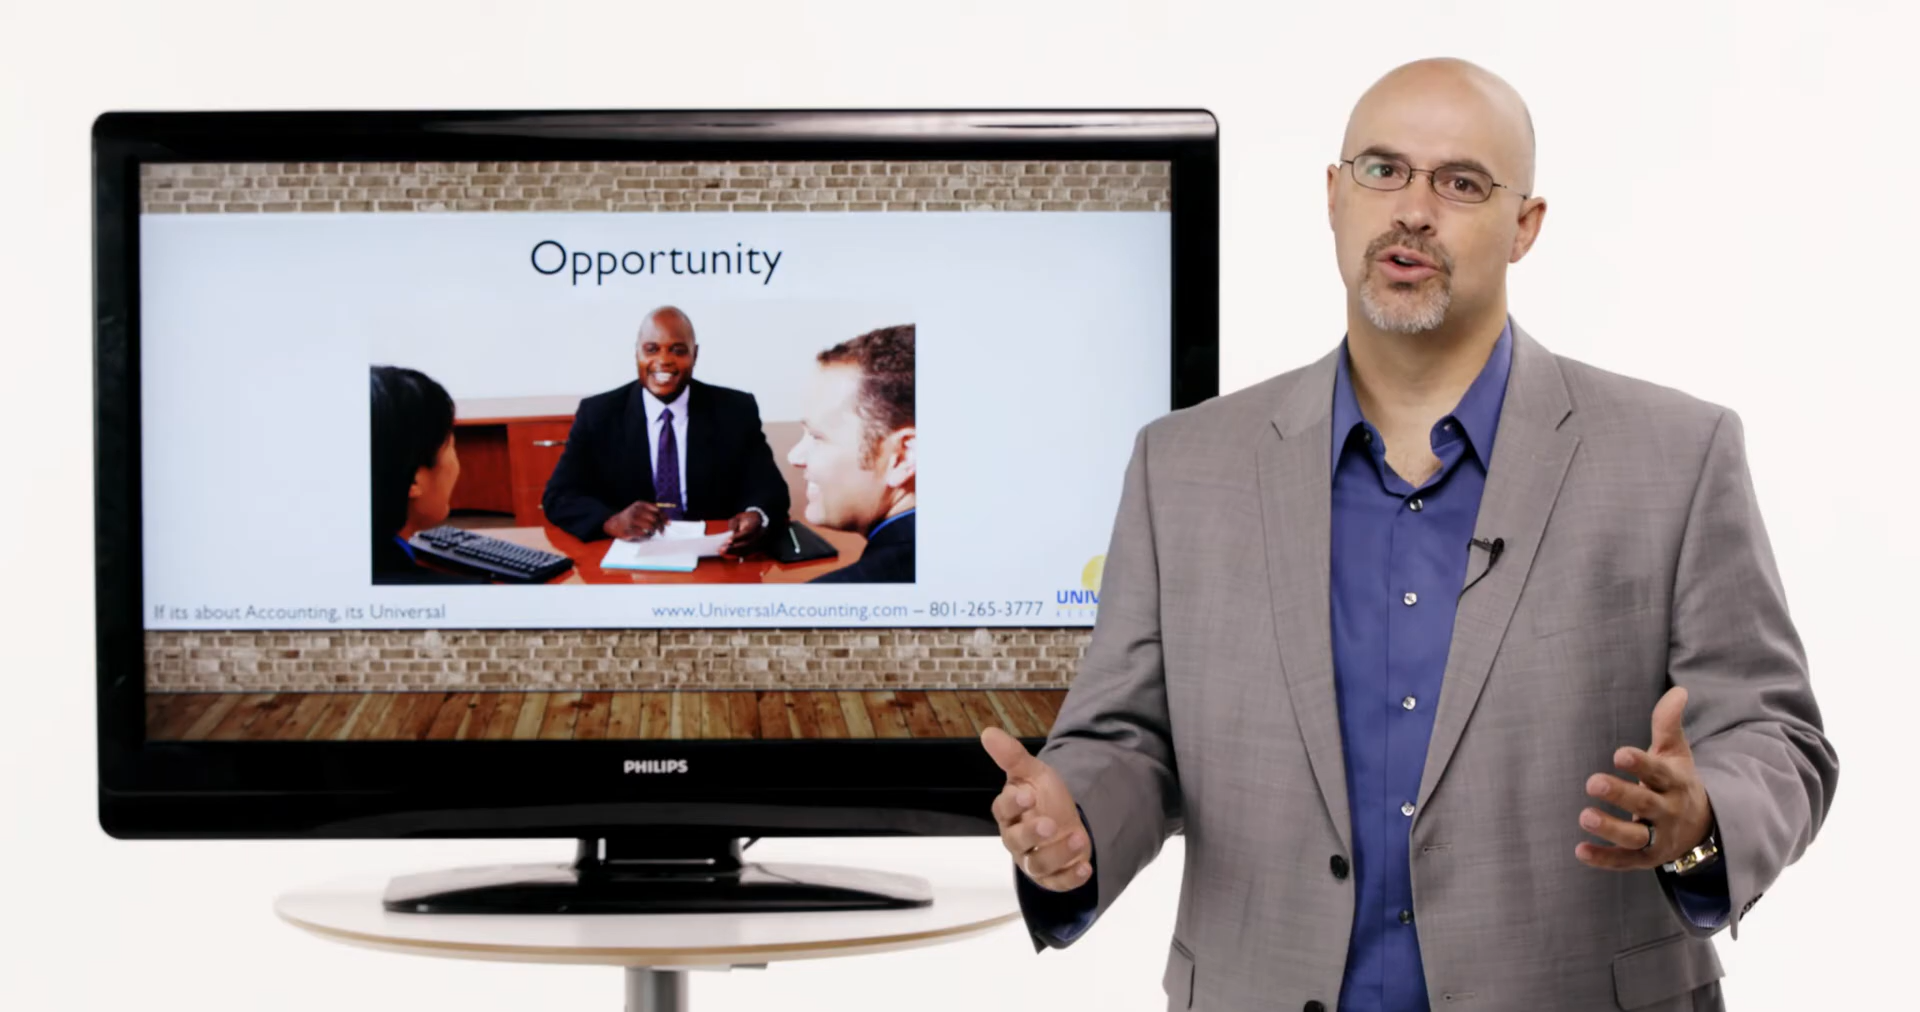 Opportunity
If its about Accounting, its Universal
www.UniversalAccounting.com – 801-265-3777
PHILIPS